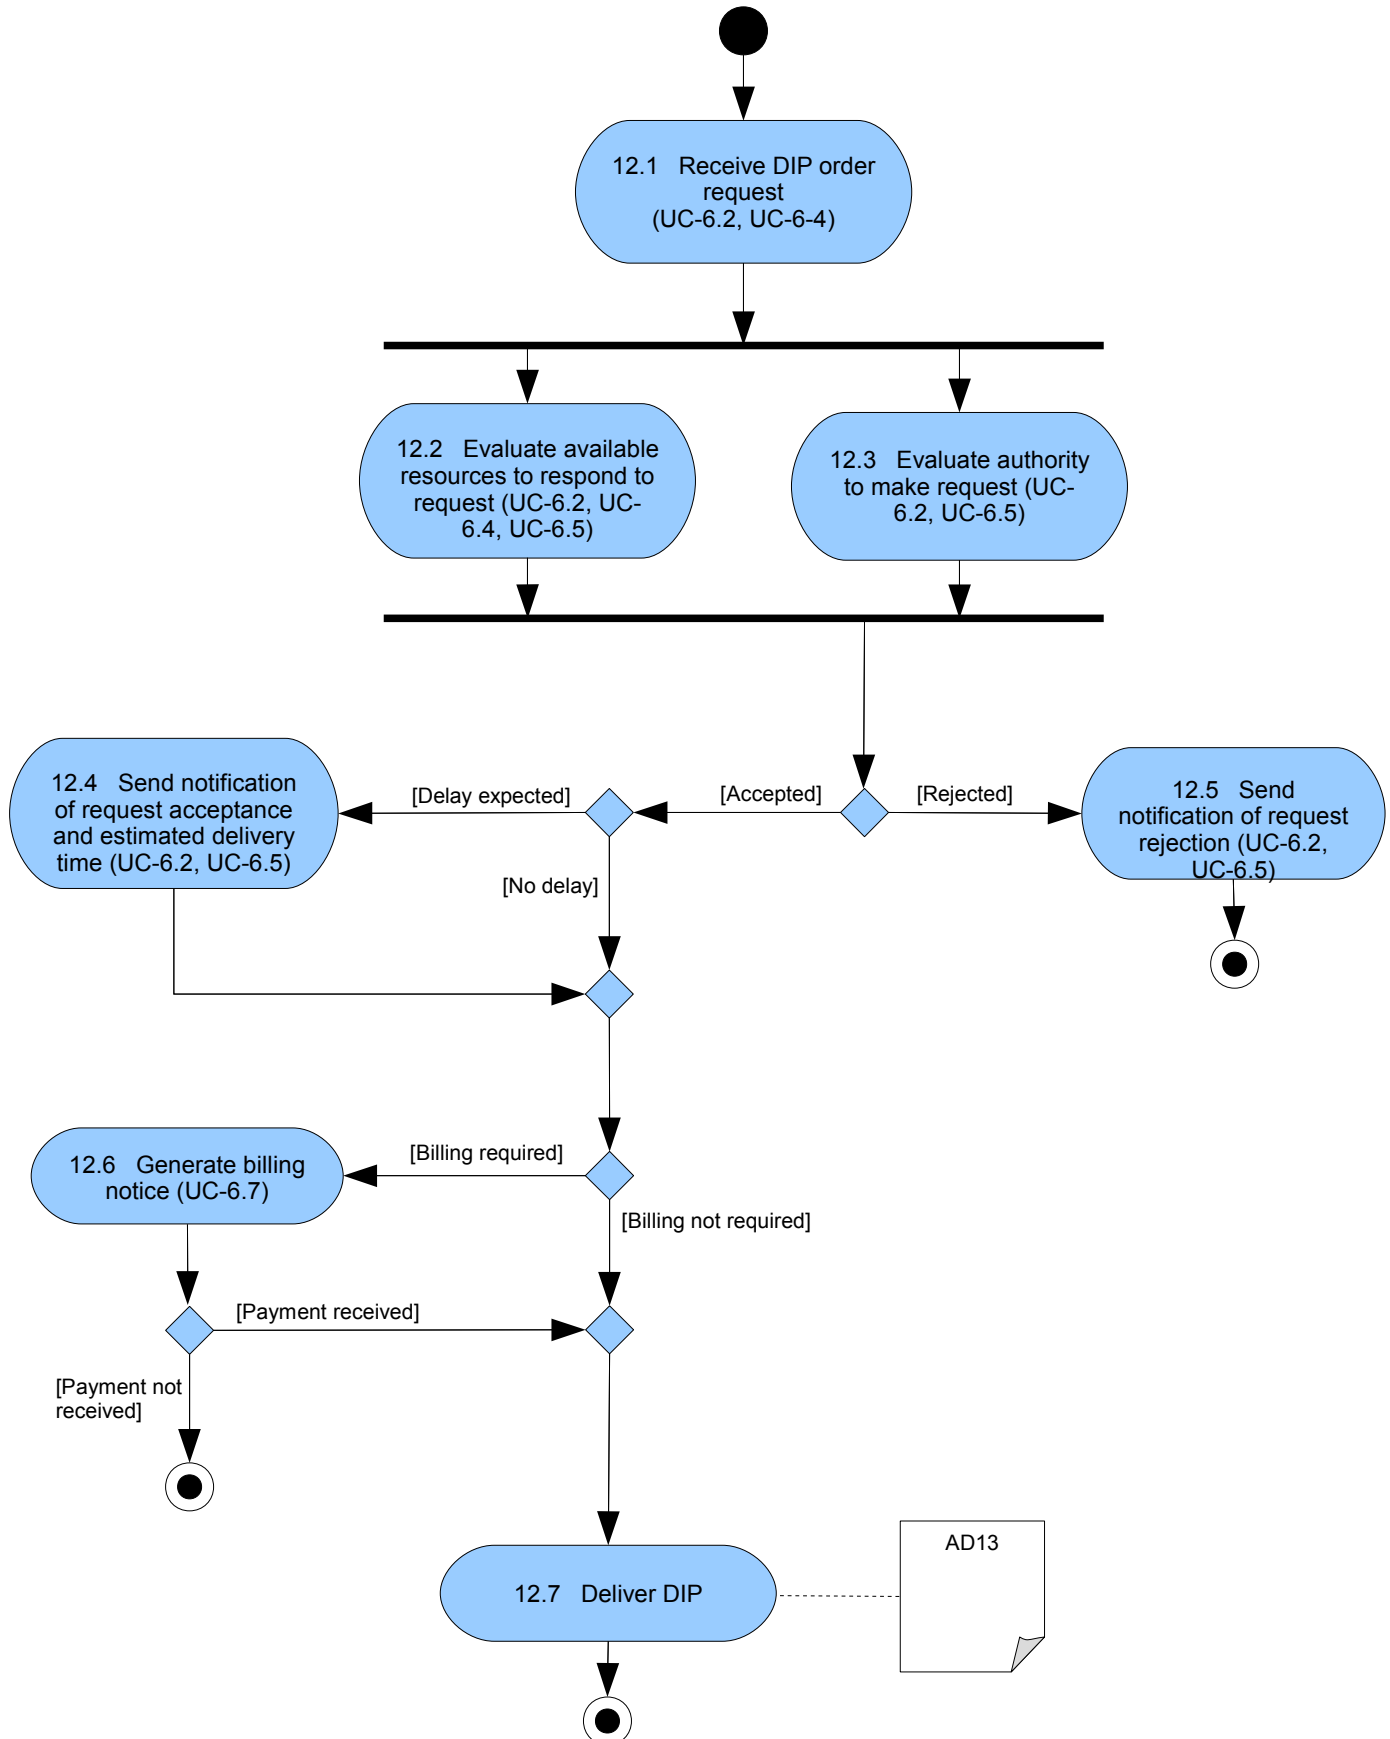 12.1 Receive DIP order
request
(UC-6.2, UC-6-4)
12.2 Evaluate available
resources to respond to
request (UC-6.2, UC-
6.4, UC-6.5)
12.3 Evaluate authority
to make request (UC-
6.2, UC-6.5)
12.4 Send notification
of request acceptance
and estimated delivery
time (UC-6.2, UC-6.5)
[Delay expected]
[Accepted]
[Rejected]
12.5 Send
notification of request
rejection (UC-6.2,
UC-6.5)
[No delay]
12.6 Generate billing
notice (UC-6.7)
[Billing required]
[Billing not required]
[Payment received]
[Payment not
received]
12.7 Deliver DIP
AD13